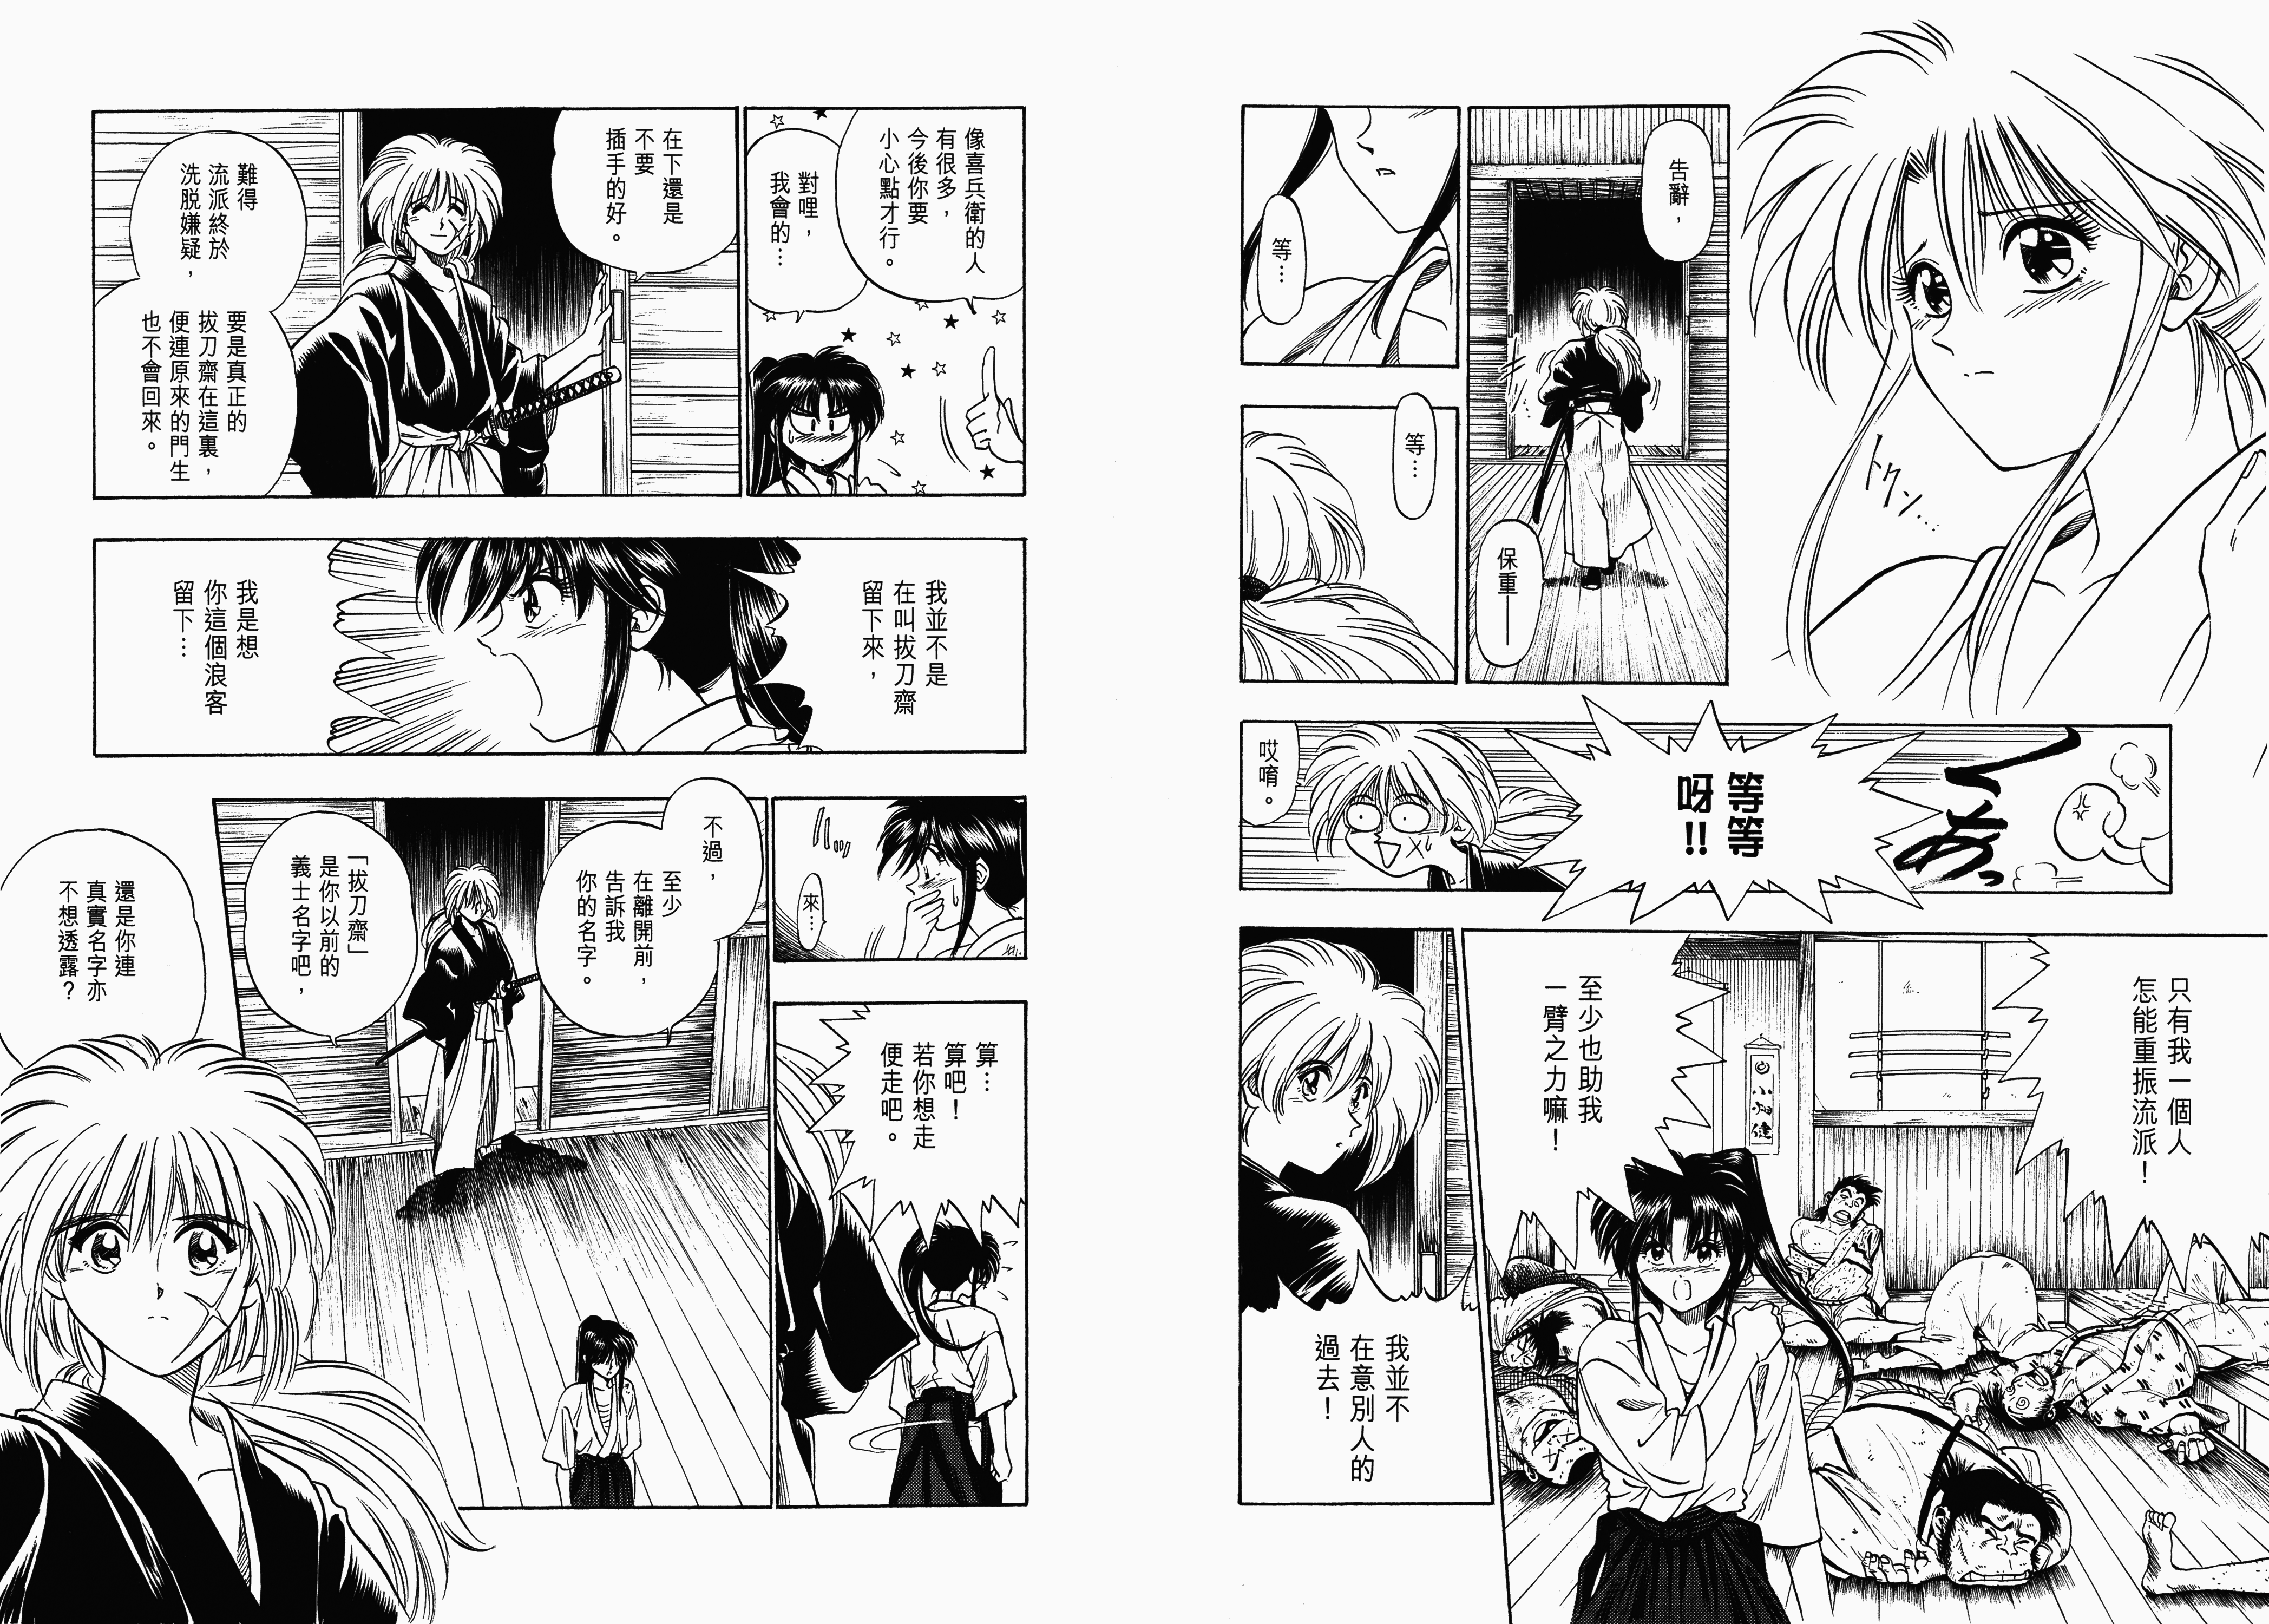 トクン…
告辭，
保重——
等…
等…
等等
呀!!
哎唷。
只有我一個人
怎能重振流派！
至少也助我
一臂之力嘛！
小畑健
我並不
在意別人的
過去！
像喜兵衛的人
有很多，
今後你要
小心點才行。
對哩，
我會的…
在下還是
不要
插手的好。
難得
流派終於
洗脫嫌疑，
要是真正的
拔刀齋在這裏，
便連原來的門生
也不會回來。
我並不是
在叫拔刀齋
留下來，
我是想
你這個浪客
留下…
來…
算…
算吧！
若你想走
便走吧。
不過，
至少
在離開前，
告訴我
你的名字。
「拔刀齋」
是你以前的
義士名字吧，
還是你連
真實名字亦
不想透露？